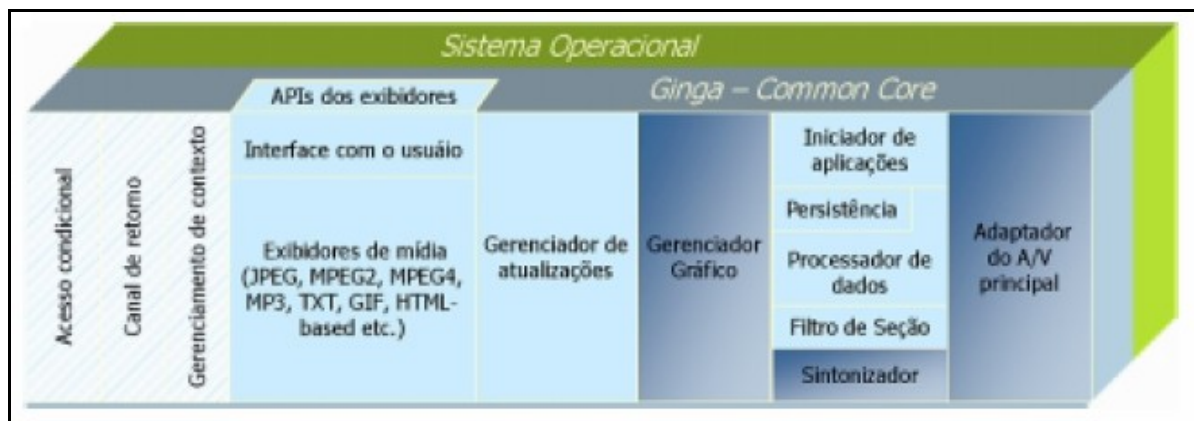 Sistema Operacional
Ginga – Common Core
APIs dos exibidores
Acesso condicional
Canal de retorno
Gerenciamento de contexto
Interface com o usuáio
Exibidores de mídia
(JPEG, MPEG2, MPEG4,
MP3, TXT, GIF, HTML-
based etc.)
Gerenciador de
atualizações
Gerenciador
Gráfico
Iniciador de
aplicações
Persistência
Processador de
dados
Filtro de Seção
Sintonizador
Adaptador
do A/V
principal